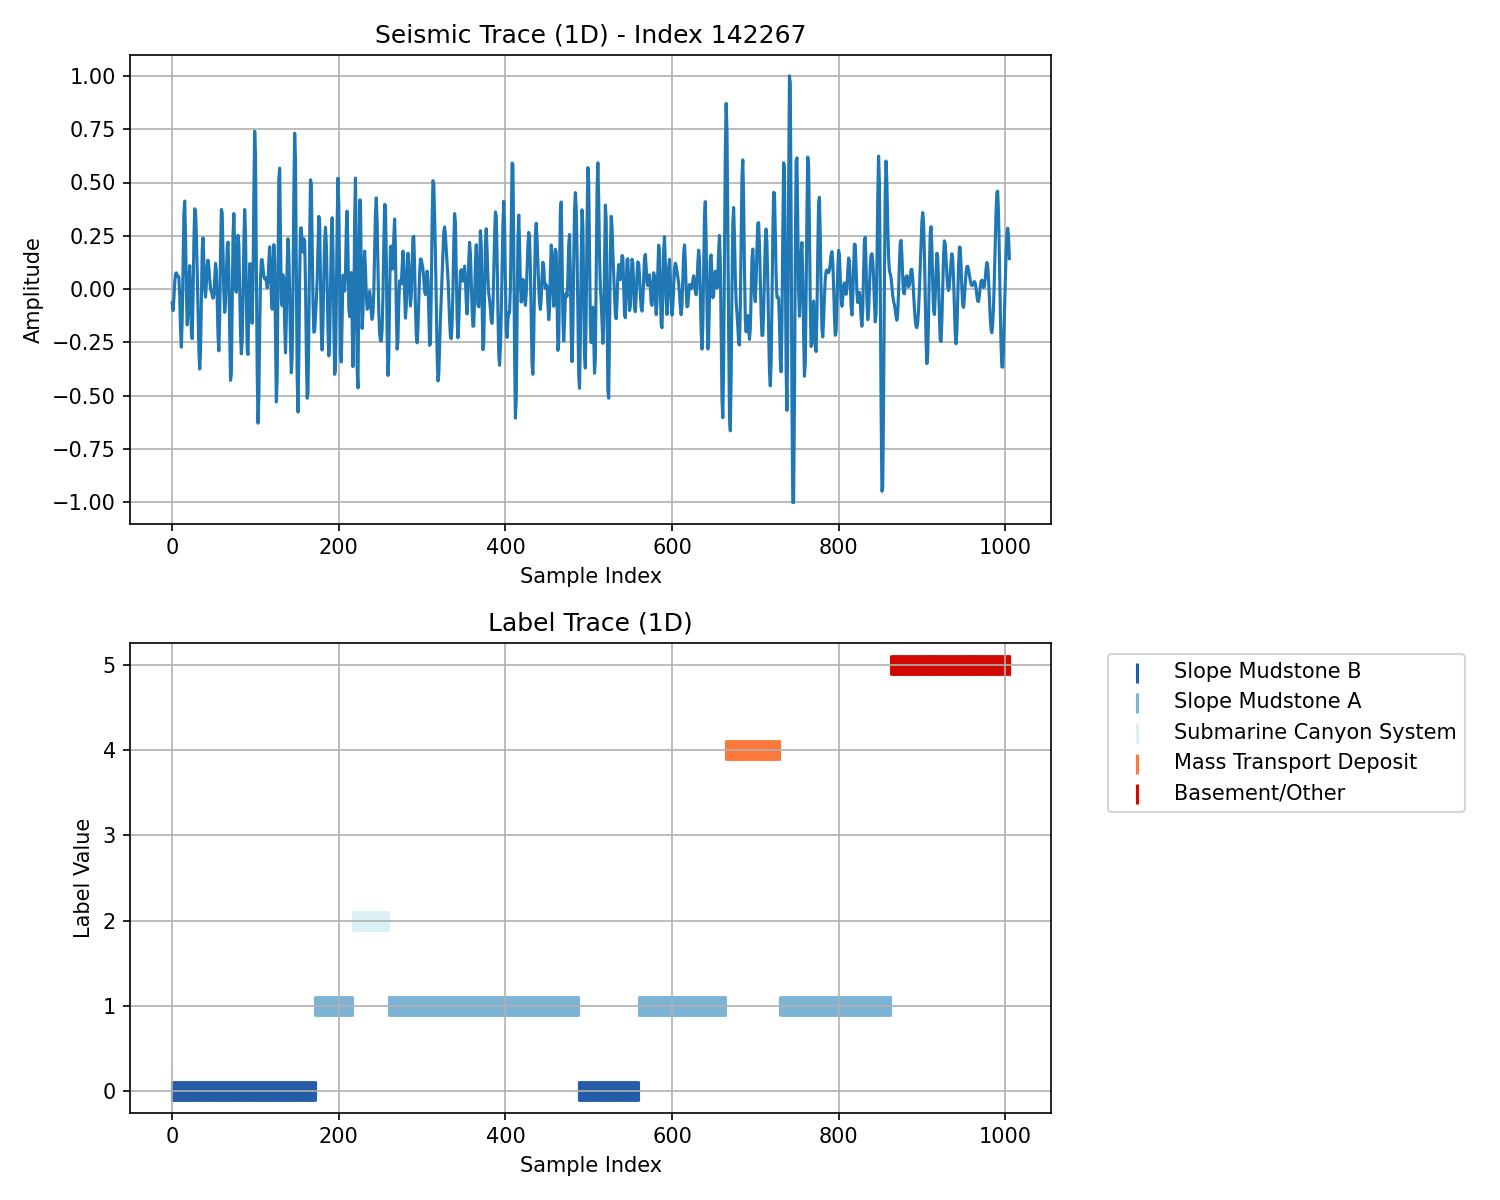 Seismic Trace (1D) - Index 142267
1.00
0.75
0.50
0.25
0.00
−0.25
−0.50
−0.75
−1.00
Amplitude
0 200 400 600 800 1000
Sample Index
Label Trace (1D)
5
4
3
2
1
0
Label Value
0 200 400 600 800 1000
Sample Index
Slope Mudstone B
Slope Mudstone A
Submarine Canyon System
Mass Transport Deposit
Basement/Other